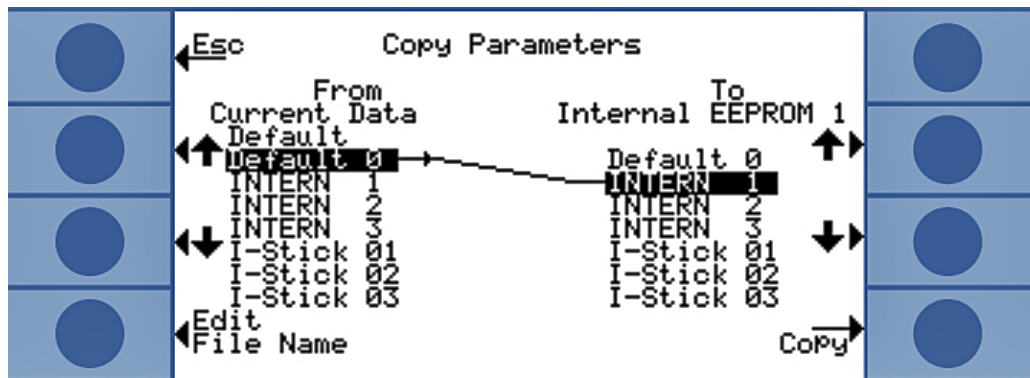 Esc
Copy Parameters
From
To
Current Data
Internal EEPROM 1
Default
Default 0
INTERN 1
INTERN 2
INTERN 3
I-Stick 01
I-Stick 02
I-Stick 03
Default 0
INTERN 1
INTERN 2
INTERN 3
I-Stick 01
I-Stick 02
I-Stick 03
Edit
File Name
Copy